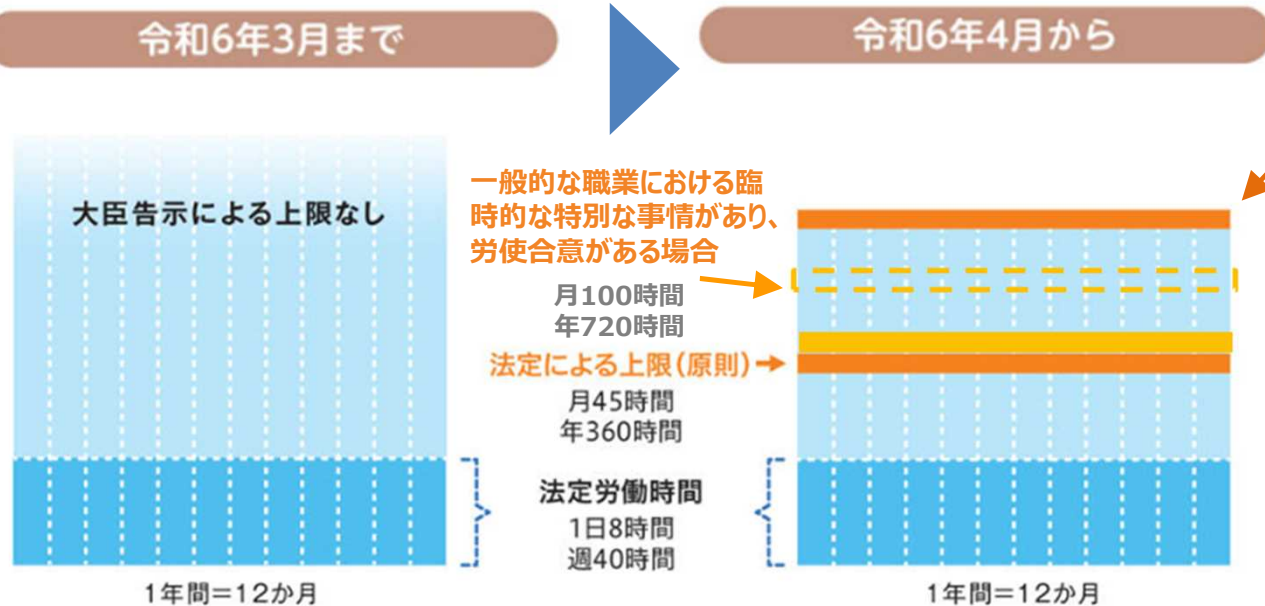 令和6年3月まで
令和6年4月から
大臣告示による上限なし
一般的な職業における臨
時的な特別な事情があり、
労使合意がある場合
月100時間
年720時間
法定による上限(原則)
月45時間
年360時間
法定労働時間
1日8時間
週40時間
1年間=12か月
1年間=12か月